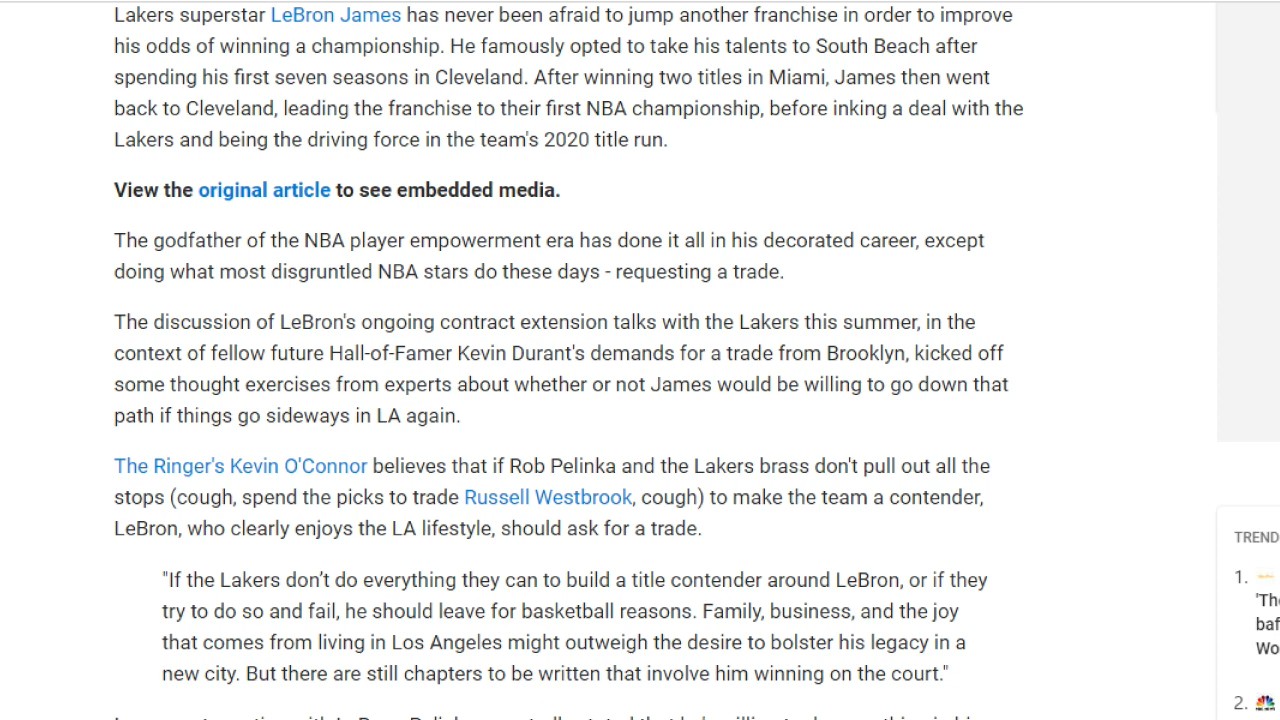 Lakers superstar LeBron James has never been afraid to jump another franchise in order to improve
his odds of winning a championship. He famously opted to take his talents to South Beach after
spending his first seven seasons in Cleveland. After winning two titles in Miami, James then went
back to Cleveland, leading the franchise to their first NBA championship, before inking a deal with the
Lakers and being the driving force in the team's 2020 title run.
View the original article to see embedded media.
The godfather of the NBA player empowerment era has done it all in his decorated career, except
doing what most disgruntled NBA stars do these days - requesting a trade.
The discussion of LeBron's ongoing contract extension talks with the Lakers this summer, in the
context of fellow future Hall-of-Famer Kevin Durant's demands for a trade from Brooklyn, kicked off
some thought exercises from experts about whether or not James would be willing to go down that
path if things go sideways in LA again.
The Ringer's Kevin O'Connor believes that if Rob Pelinka and the Lakers brass don't pull out all the
stops (cough, spend the picks to trade Russell Westbrook, cough) to make the team a contender,
LeBron, who clearly enjoys the LA lifestyle, should ask for a trade.
"If the Lakers don’t do everything they can to build a title contender around LeBron, or if they
try to do so and fail, he should leave for basketball reasons. Family, business, and the joy
that comes from living in Los Angeles might outweigh the desire to bolster his legacy in a
new city. But there are still chapters to be written that involve him winning on the court."
TREND
1.
'The
baf
Wo
2.